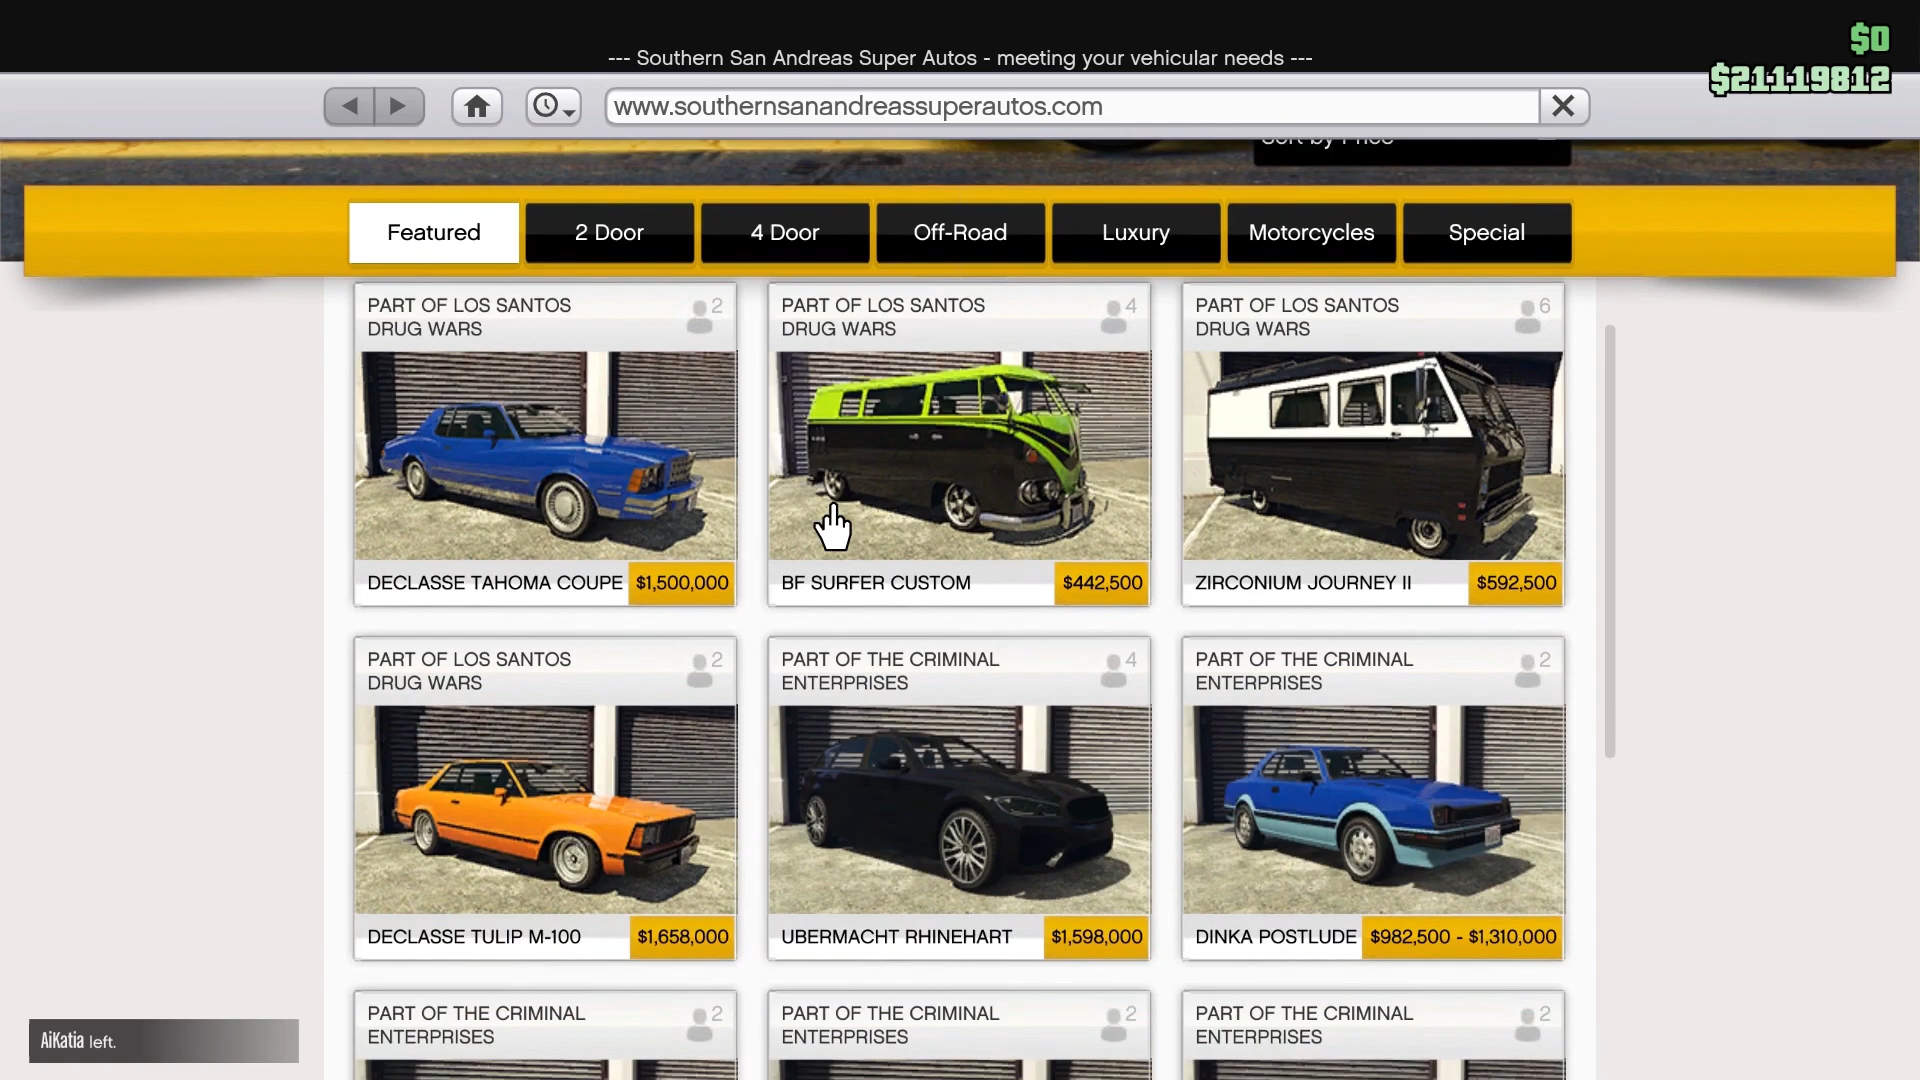 --- Southern San Andreas Super Autos - meeting your vehicular needs ---
$0
$21119812
www.southernsanandreassuperautos.com
Sort by Price
Featured
2 Door
4 Door
Off-Road
Luxury
Motorcycles
Special
PART OF LOS SANTOS
DRUG WARS
2
DECLASSE TAHOMA COUPE
$1,500,000
PART OF LOS SANTOS
DRUG WARS
4
BF SURFER CUSTOM
$442,500
PART OF LOS SANTOS
DRUG WARS
6
ZIRCONIUM JOURNEY II
$592,500
PART OF LOS SANTOS
DRUG WARS
2
DECLASSE TULIP M-100
$1,658,000
PART OF THE CRIMINAL
ENTERPRISES
4
UBERMACHT RHINEHART
$1,598,000
PART OF THE CRIMINAL
ENTERPRISES
2
DINKA POSTLUDE
$982,500 - $1,310,000
PART OF THE CRIMINAL
ENTERPRISES
2
PART OF THE CRIMINAL
ENTERPRISES
2
PART OF THE CRIMINAL
ENTERPRISES
2
AiKatia left.